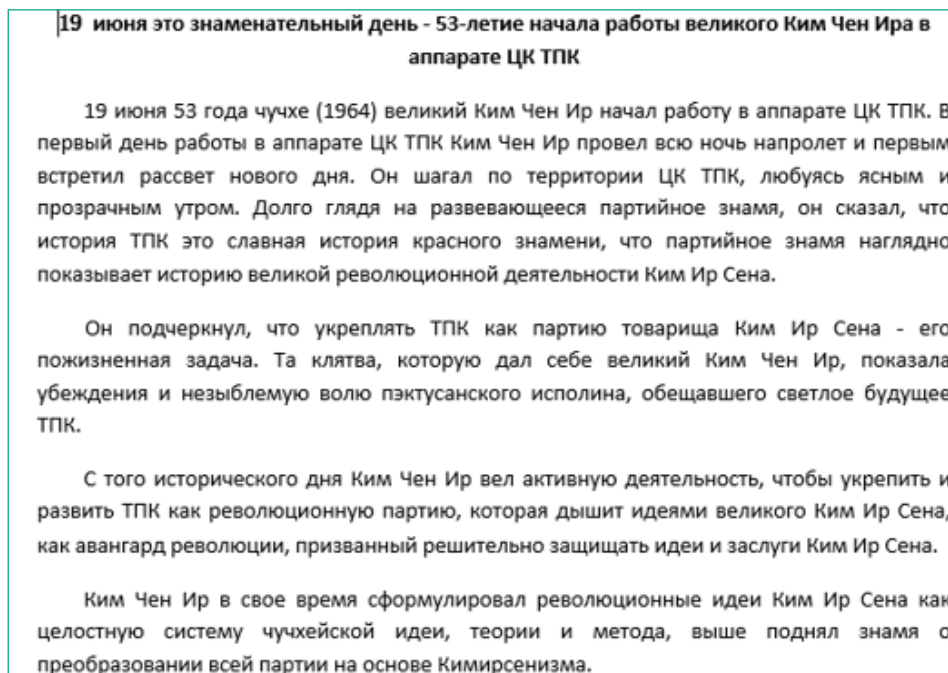 19 июня это знаменательный день - 53-летие начала работы великого Ким Чен Ира в
аппарате ЦК ТПК
19 июня 53 года чучхе (1964) великий Ким Чен Ир начал работу в аппарате ЦК ТПК. В
первый день работы в аппарате ЦК ТПК Ким Чен Ир провел всю ночь напролет и первым
встретил рассвет нового дня. Он шагал по территории ЦК ТПК, любуясь ясным и
прозрачным утром. Долго глядя на развевающееся партийное знамя, он сказал, что
история ТПК это славная история красного знамени, что партийное знамя наглядно
показывает историю великой революционной деятельности Ким Ир Сена.
Он подчеркнул, что укреплять ТПК как партию товарища Ким Ир Сена - его
пожизненная задача. Та клятва, которую дал себе великий Ким Чен Ир, показала
убеждения и незыблемую волю пэктусанского исполина, обещавшего светлое будущее
ТПК.
С того исторического дня Ким Чен Ир вел активную деятельность, чтобы укрепить и
развить ТПК как революционную партию, которая дышит идеями великого Ким Ир Сена,
как авангард революции, призванный решительно защищать идеи и заслуги Ким Ир Сена.
Ким Чен Ир в свое время сформулировал революционные идеи Ким Ир Сена как
целостную систему чучхейской идеи, теории и метода, выше поднял знамя о
преобразовании всей партии на основе Кимирсенизма.